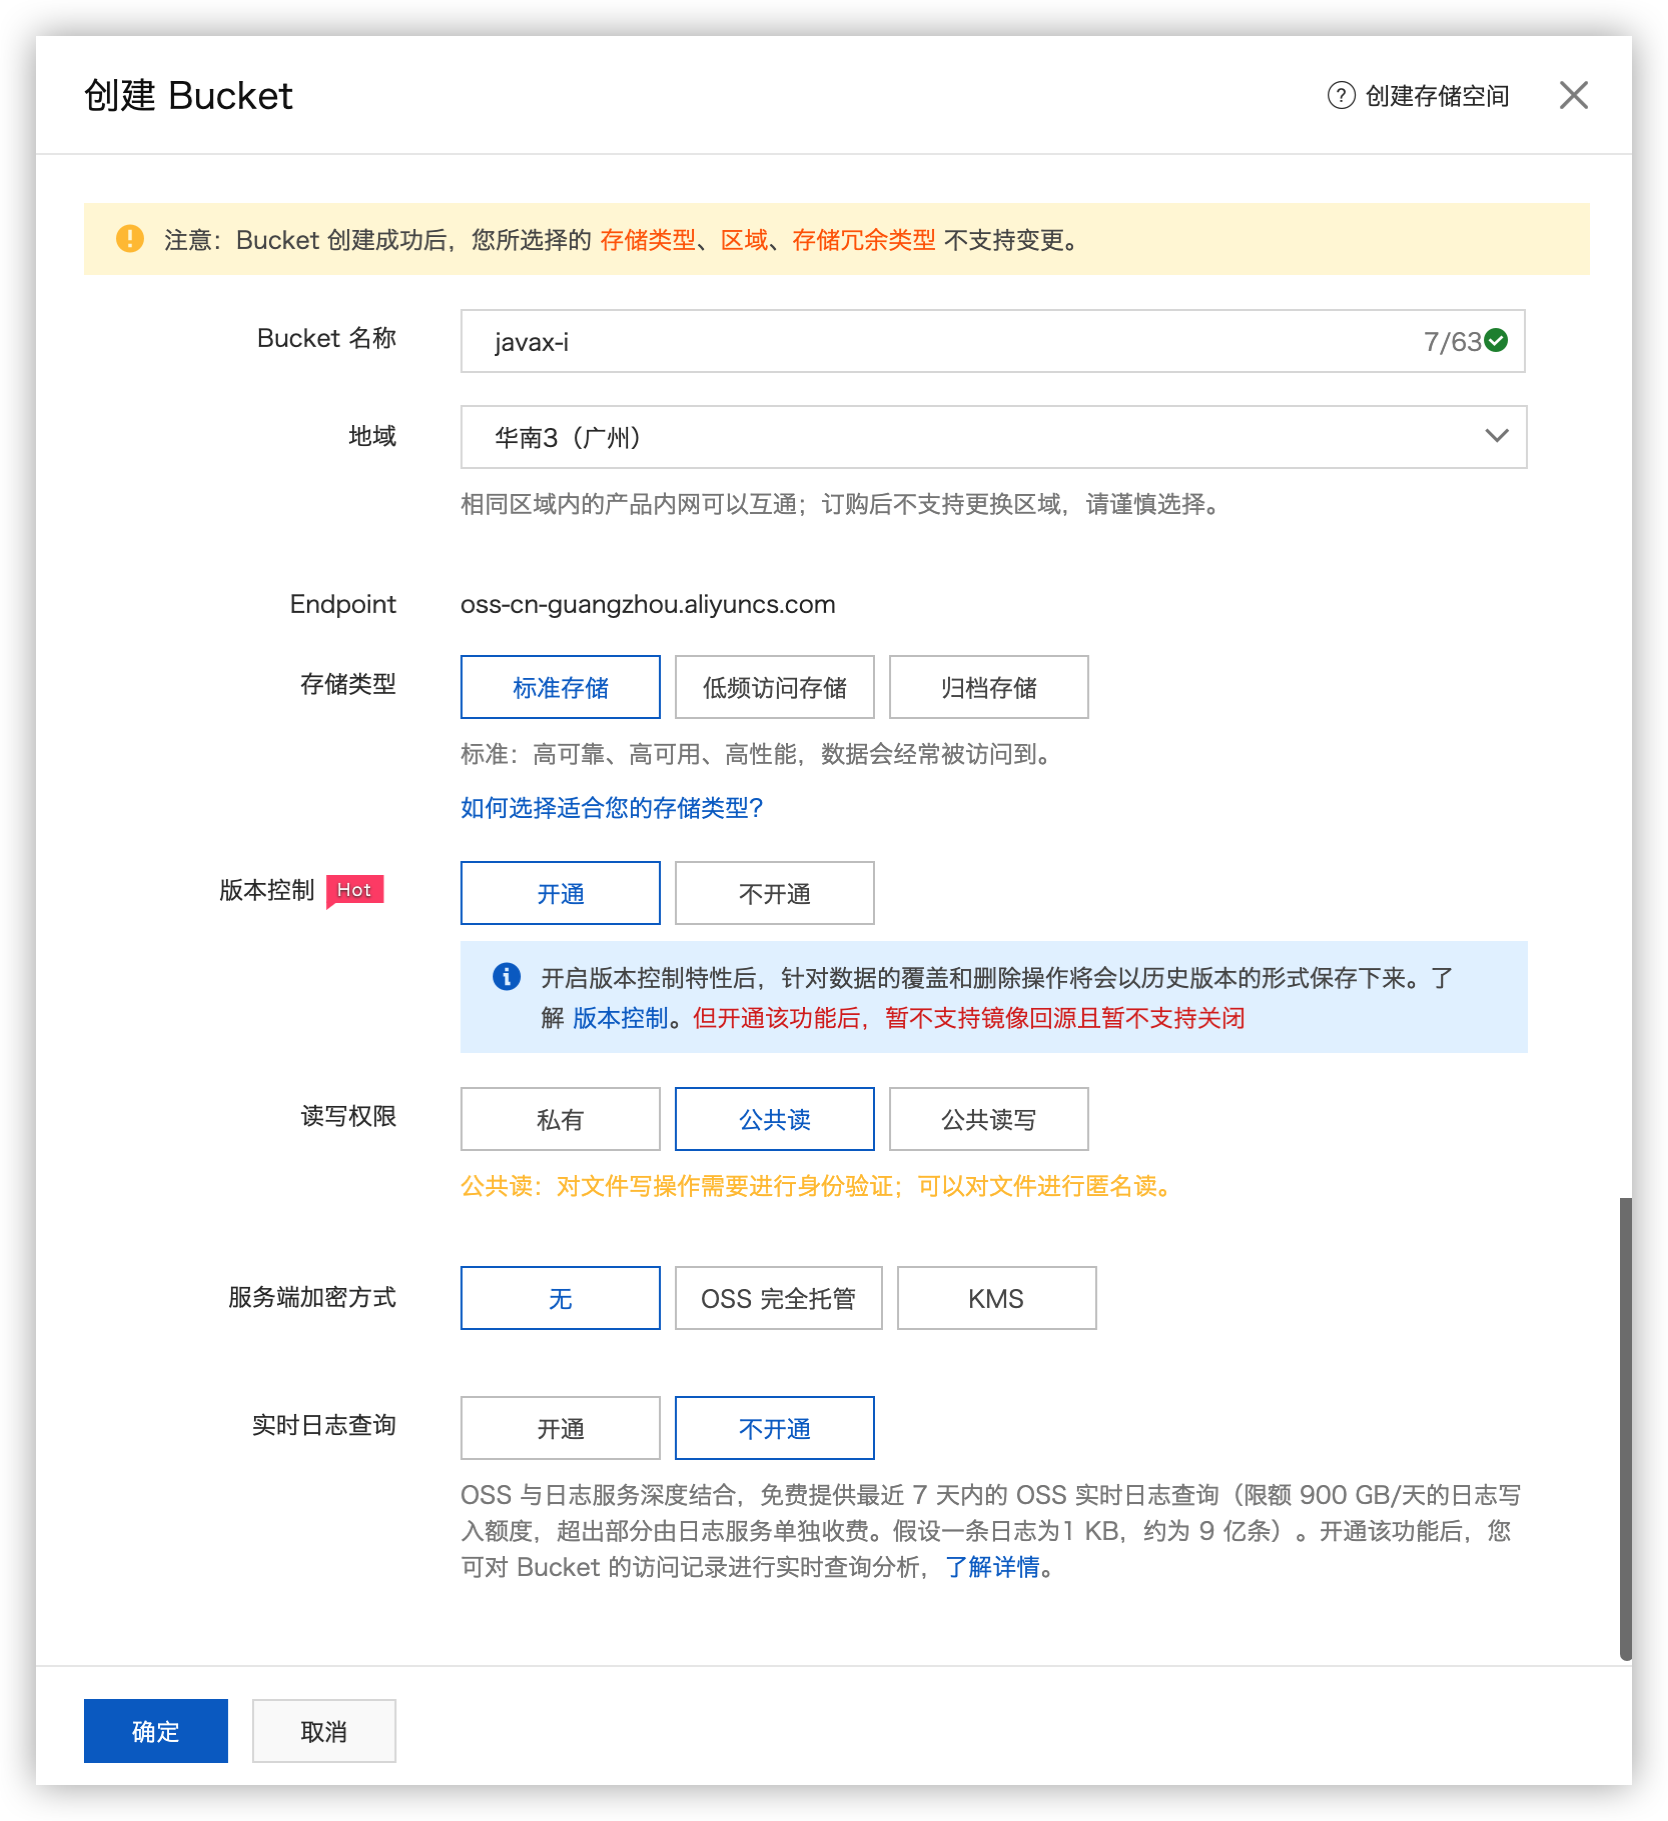 创建 Bucket
? 创建存储空间
注意：Bucket 创建成功后，您所选择的 存储类型、区域、存储冗余类型 不支持变更。
Bucket 名称
javax-i
7/63
地域
华南3（广州）
相同区域内的产品内网可以互通；订购后不支持更换区域，请谨慎选择。
Endpoint
oss-cn-guangzhou.aliyuncs.com
存储类型
标准存储
低频访问存储
归档存储
标准：高可靠、高可用、高性能，数据会经常被访问到。
如何选择适合您的存储类型？
版本控制
Hot
开通
不开通
开启版本控制特性后，针对数据的覆盖和删除操作将会以历史版本的形式保存下来。了
解 版本控制。但开通该功能后，暂不支持镜像回源且暂不支持关闭
读写权限
私有
公共读
公共读写
公共读：对文件写操作需要进行身份验证；可以对文件进行匿名读。
服务端加密方式
无
OSS 完全托管
KMS
实时日志查询
开通
不开通
OSS 与日志服务深度结合，免费提供最近 7 天内的 OSS 实时日志查询（限额 900 GB/天的日志写
入额度，超出部分由日志服务单独收费。假设一条日志为1 KB，约为 9 亿条）。开通该功能后，您
可对 Bucket 的访问记录进行实时查询分析，了解详情。
确定
取消